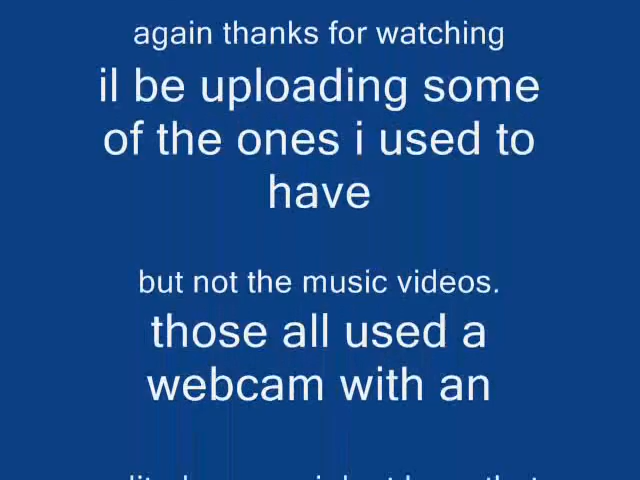 again thanks for watching
il be uploading some
of the ones i used to
have
but not the music videos.
those all used a
webcam with an